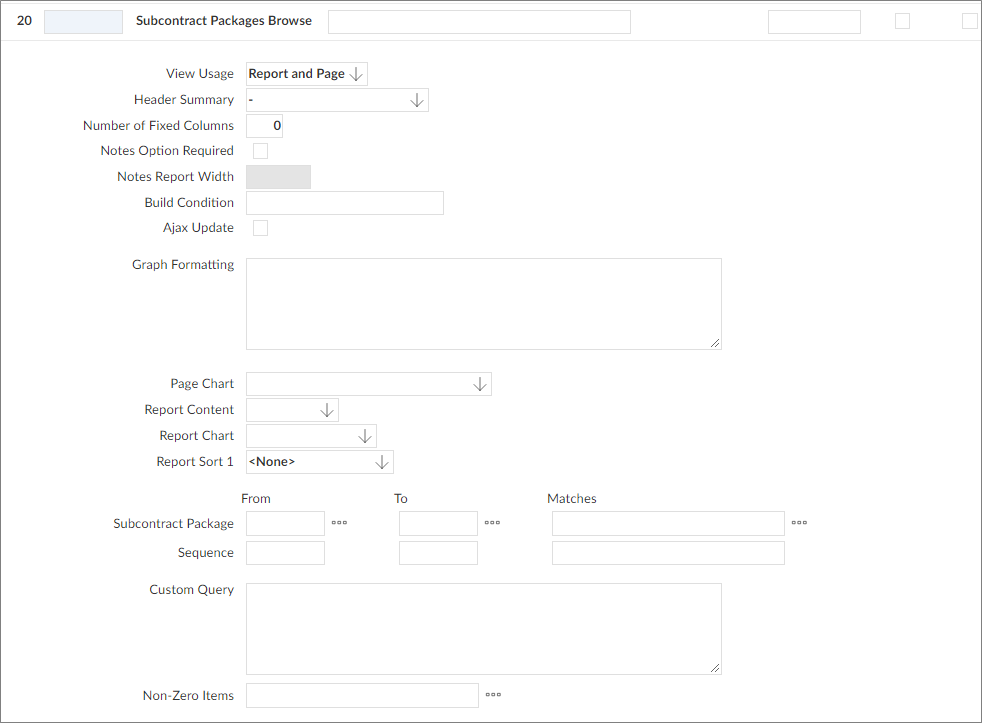 20 Subcontract Packages Browse
View Usage Report and Page
Header Summary -
Number of Fixed Columns 0
Notes Option Required
Notes Report Width
Build Condition
Ajax Update
Graph Formatting
Page Chart
Report Content
Report Chart
Report Sort 1 <None>
From To Matches
Subcontract Package
Sequence
Custom Query
Non-Zero Items